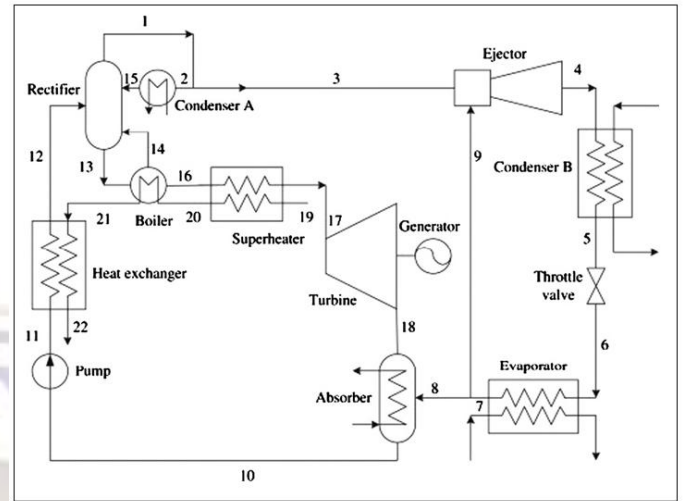 1
Ejector
Rectifier
15
2
3
4
Condenser A
12
14
9
13
16
Condenser B
21
Boiler
20
19
17
Generator
5
Superheater
Heat exchanger
Throttle
valve
Turbine
11
22
18
6
Pump
Evaporator
Absorber
8
7
10